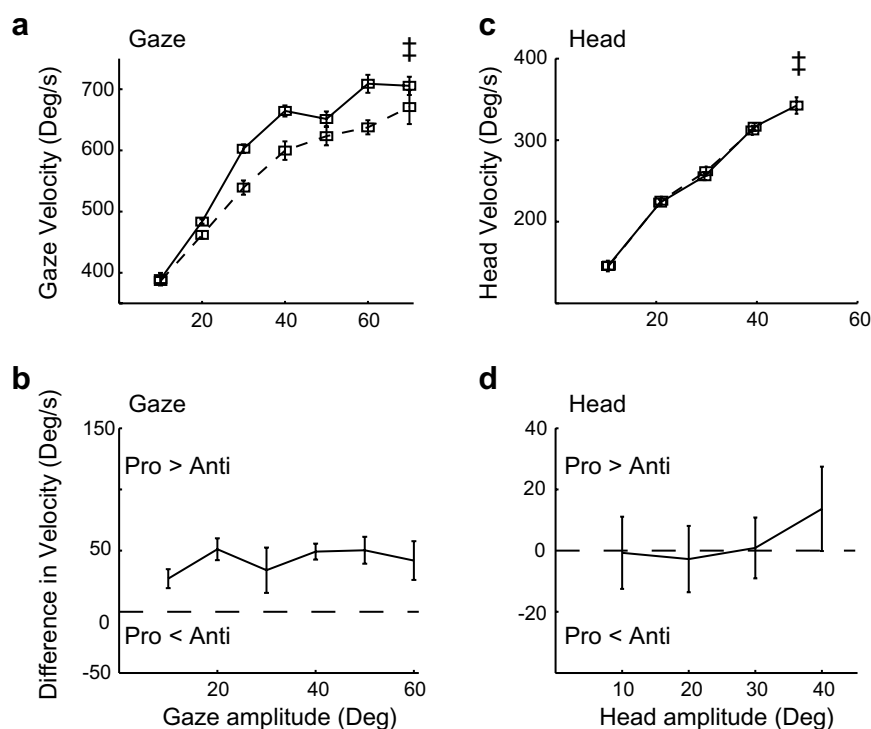 a
Gaze
‡
Gaze Velocity (Deg/s)
700
600
500
400
20
40
60
c
Head
‡
Head Velocity (Deg/s)
400
300
200
20
40
60
b
Gaze
Difference in Velocity (Deg/s)
150
50
0
-50
Pro > Anti
Pro < Anti
20
40
60
Gaze amplitude (Deg)
d
Head
40
20
0
-20
Pro > Anti
Pro < Anti
10
20
30
40
Head amplitude (Deg)